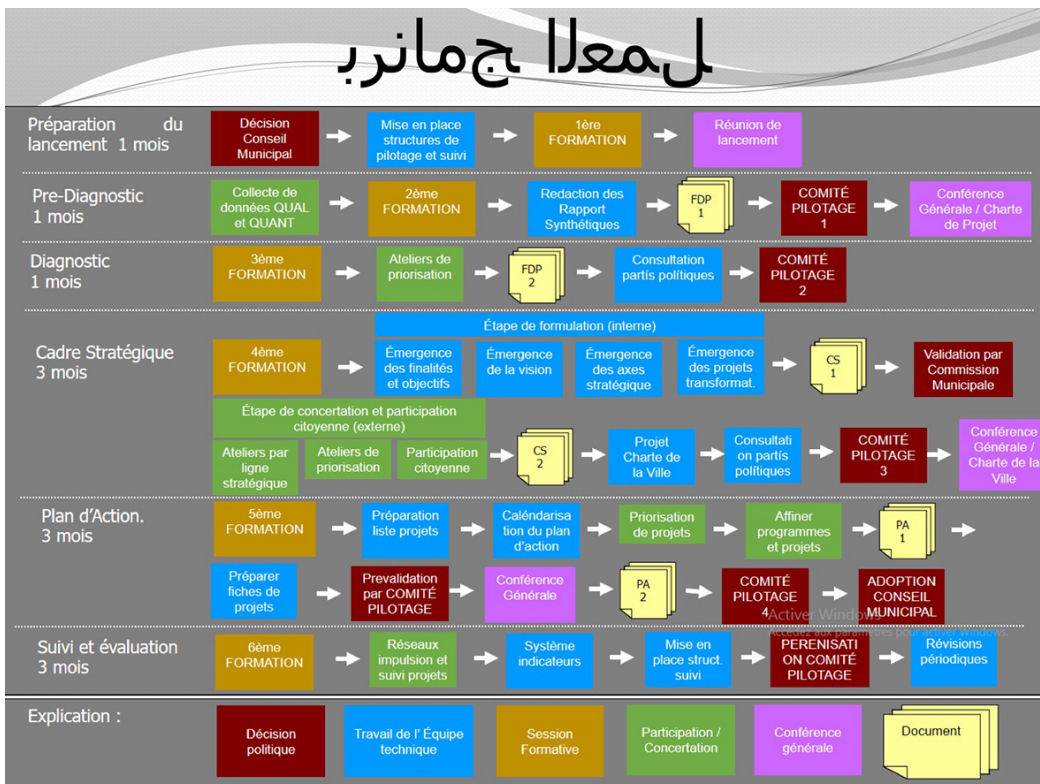 لمعلا جمانرب
Préparation du
lancement 1 mois
Décision
Conseil
Municipal
Mise en place
structures de
pilotage et suivi
1ère
FORMATION
Réunion de
lancement
Pre-Diagnostic
1 mois
Collecte de
données QUAL
et QUANT
2ème
FORMATION
Redaction des
Rapport
Synthétiques
FDP
1
COMITÉ
PILOTAGE
1
Conférence
Générale / Charte
de Projet
Diagnostic
1 mois
3ème
FORMATION
Ateliers de
priorisation
FDP
2
Consultation
partís polítiques
COMITÉ
PILOTAGE
2
Cadre Stratégique
3 mois
4ème
FORMATION
Étape de formulation (interne)
Émergence
des finalités
et objectifs
Émergence
de la vision
Émergence
des axes
stratégique
Émergence
des projets
transformat.
CS
1
Validation par
Commission
Municipale
Étape de concertation et participation
citoyenne (externe)
Ateliers par
ligne
stratégique
Ateliers de
priorisation
Participation
citoyenne
CS
2
Projet
Charte de
la Ville
Consultati
on partís
polítiques
COMITÉ
PILOTAGE
3
Conférence
Générale /
Charte de la
Ville
Plan d'Action.
3 mois
5ème
FORMATION
Préparation
liste projets
Caléndarisa
tion du plan
d'action
Priorisation
de projets
Affiner
programmes
et projets
PA
1
Préparer
fiches de
projets
Prevalidation
par COMITÉ
PILOTAGE
Conférence
Générale
PA
2
COMITÉ
PILOTAGE
4
ADOPTION
CONSEIL
MUNICIPAL
Activer Windows
Accédez aux paramètres pour activer Windows.
Suivi et évaluation
3 mois
6ème
FORMATION
Réseaux
impulsion et
suivi projets
Système
indicateurs
Mise en
place struct.
suivi
PERENISATI
ON COMITÉ
PILOTAGE
Révisions
périodiques
Explication :
Décision
politique
Travail de l' Équipe
technique
Session
Formative
Participation /
Concertation
Conférence
générale
Document